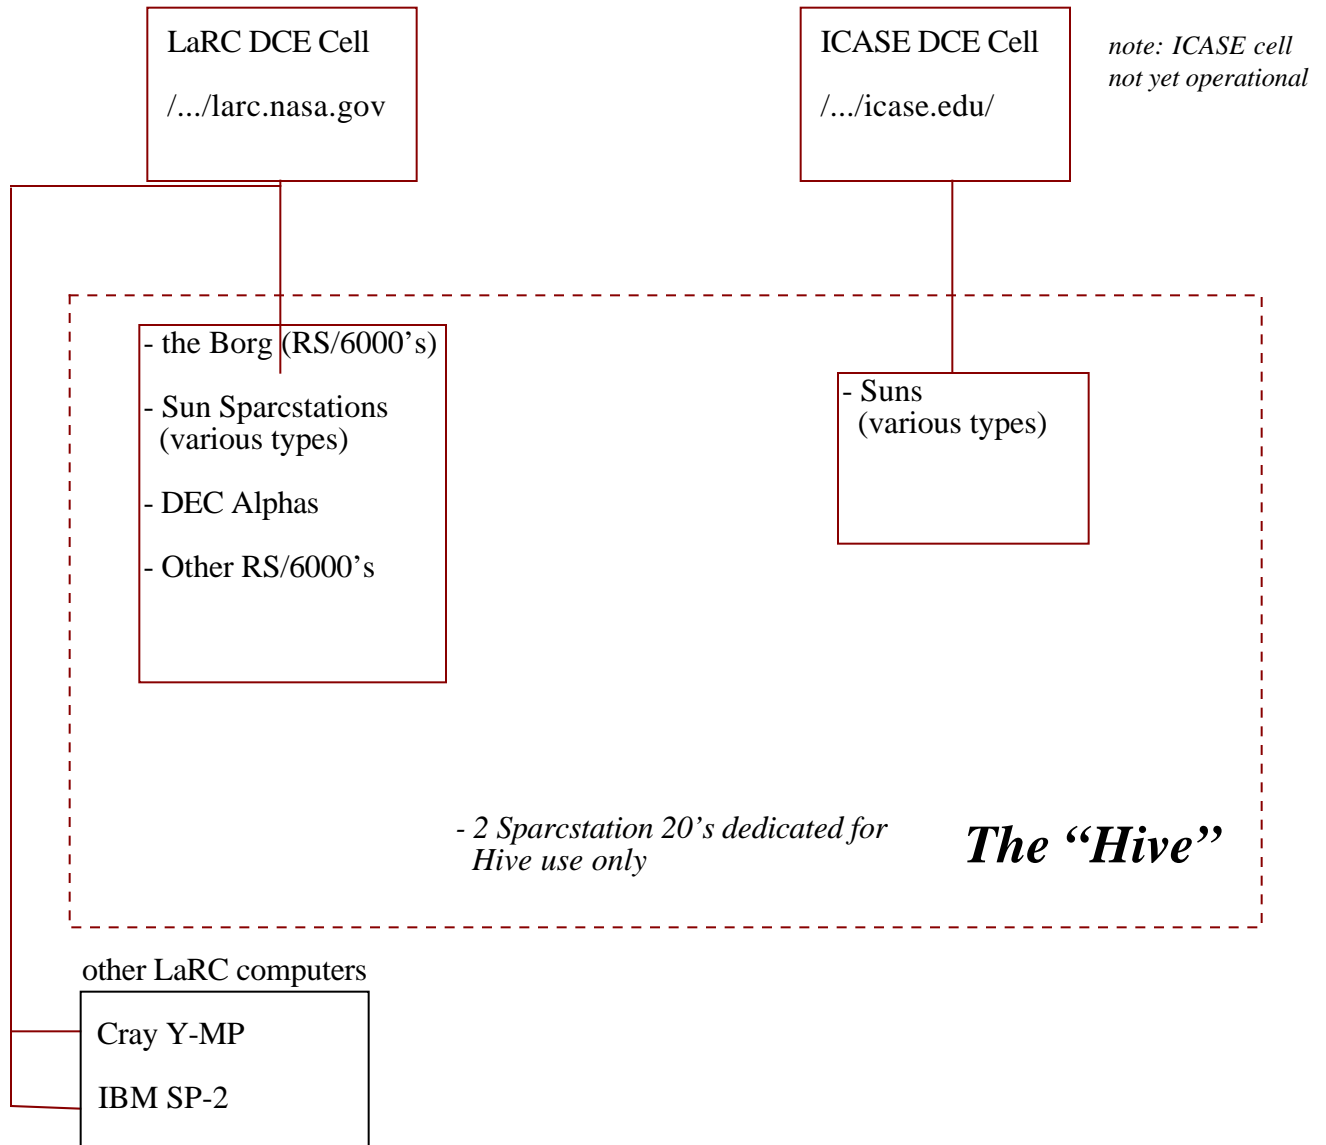 LaRC DCE Cell
/.../larc.nasa.gov
ICASE DCE Cell
/.../icase.edu/
note: ICASE cell
not yet operational
- the Borg (RS/6000’s)
- Sun Sparcstations
(various types)
- DEC Alphas
- Other RS/6000’s
- Suns
(various types)
- 2 Sparcstation 20’s dedicated for
Hive use only
The “Hive”
other LaRC computers
Cray Y-MP
IBM SP-2